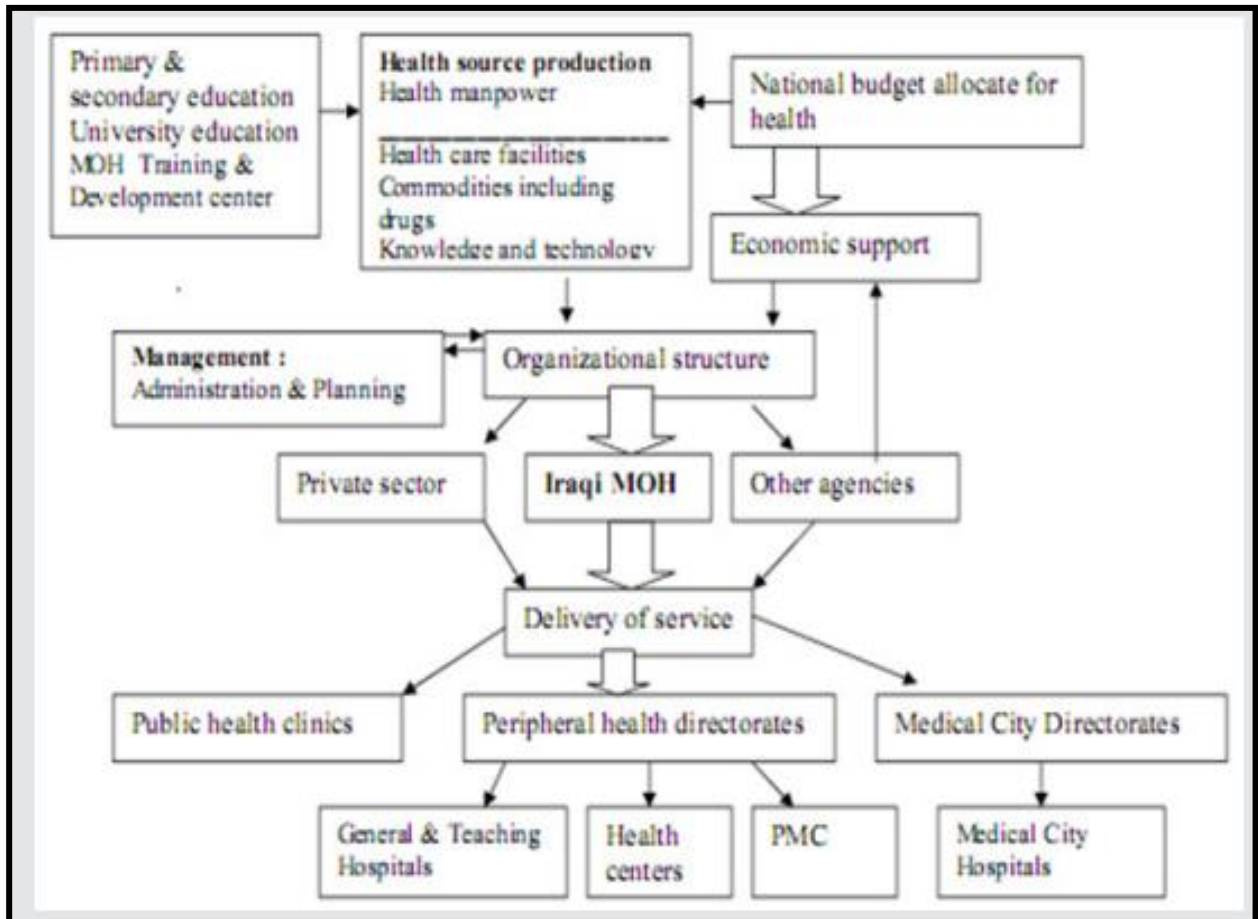 Primary &
secondary education
University education
MOH Training &
Development center
Health source production
Health manpower
Health care facilities
Commodities including
drugs
Knowledge and technology
National budget allocate for
health
Economic support
Management :
Administration & Planning
Organizational structure
Private sector
Iraqi MOH
Other agencies
Delivery of service
Public health clinics
Peripheral health directorates
Medical City Directorates
General & Teaching
Hospitals
Health
centers
PMC
Medical City
Hospitals